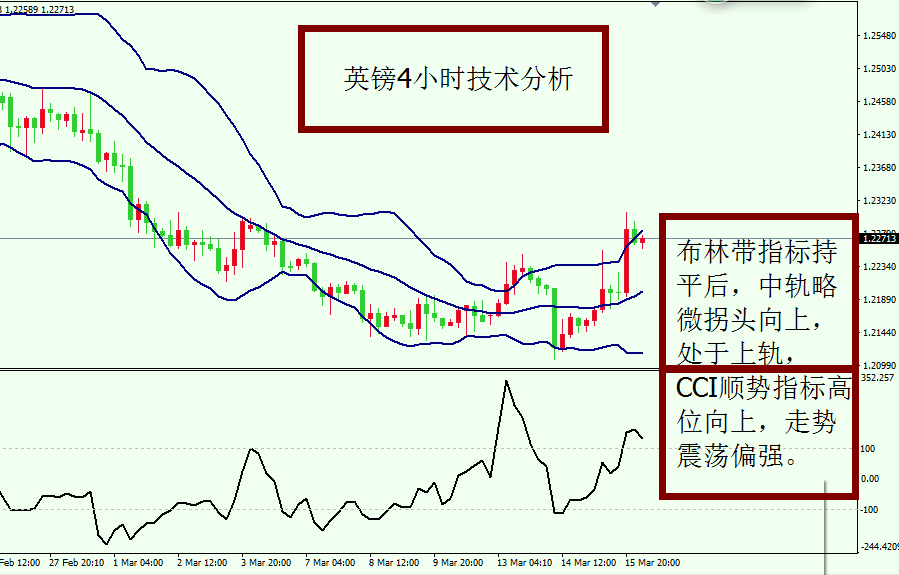 1.22589 1.22713
英镑4小时技术分析
1.25480
1.25030
1.24580
1.24130
1.23680
1.23230
1.22713
1.22340
1.21890
1.21440
1.20990
布林带指标持
平后，中轨略
微拐头向上，
处于上轨，
CCI顺势指标高
位向上，走势
震荡偏强。
352.257
100
0.00
-100
-244.4209
Feb 12:00
27 Feb 20:10
1 Mar 04:00
2 Mar 12:00
3 Mar 20:00
7 Mar 04:00
8 Mar 12:00
9 Mar 20:00
13 Mar 04:10
14 Mar 12:00
15 Mar 20:00